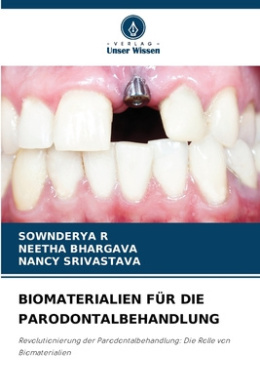 VERLAG
Unser Wissen
SOWNDERYA R
NEETHA BHARGAVA
NANCY SRIVASTAVA
BIOMATERIALIEN FÜR DIE
PARODONTALBEHANDLUNG
Revolutionierung der Parodontalbehandlung: Die Rolle von
Biomaterialien